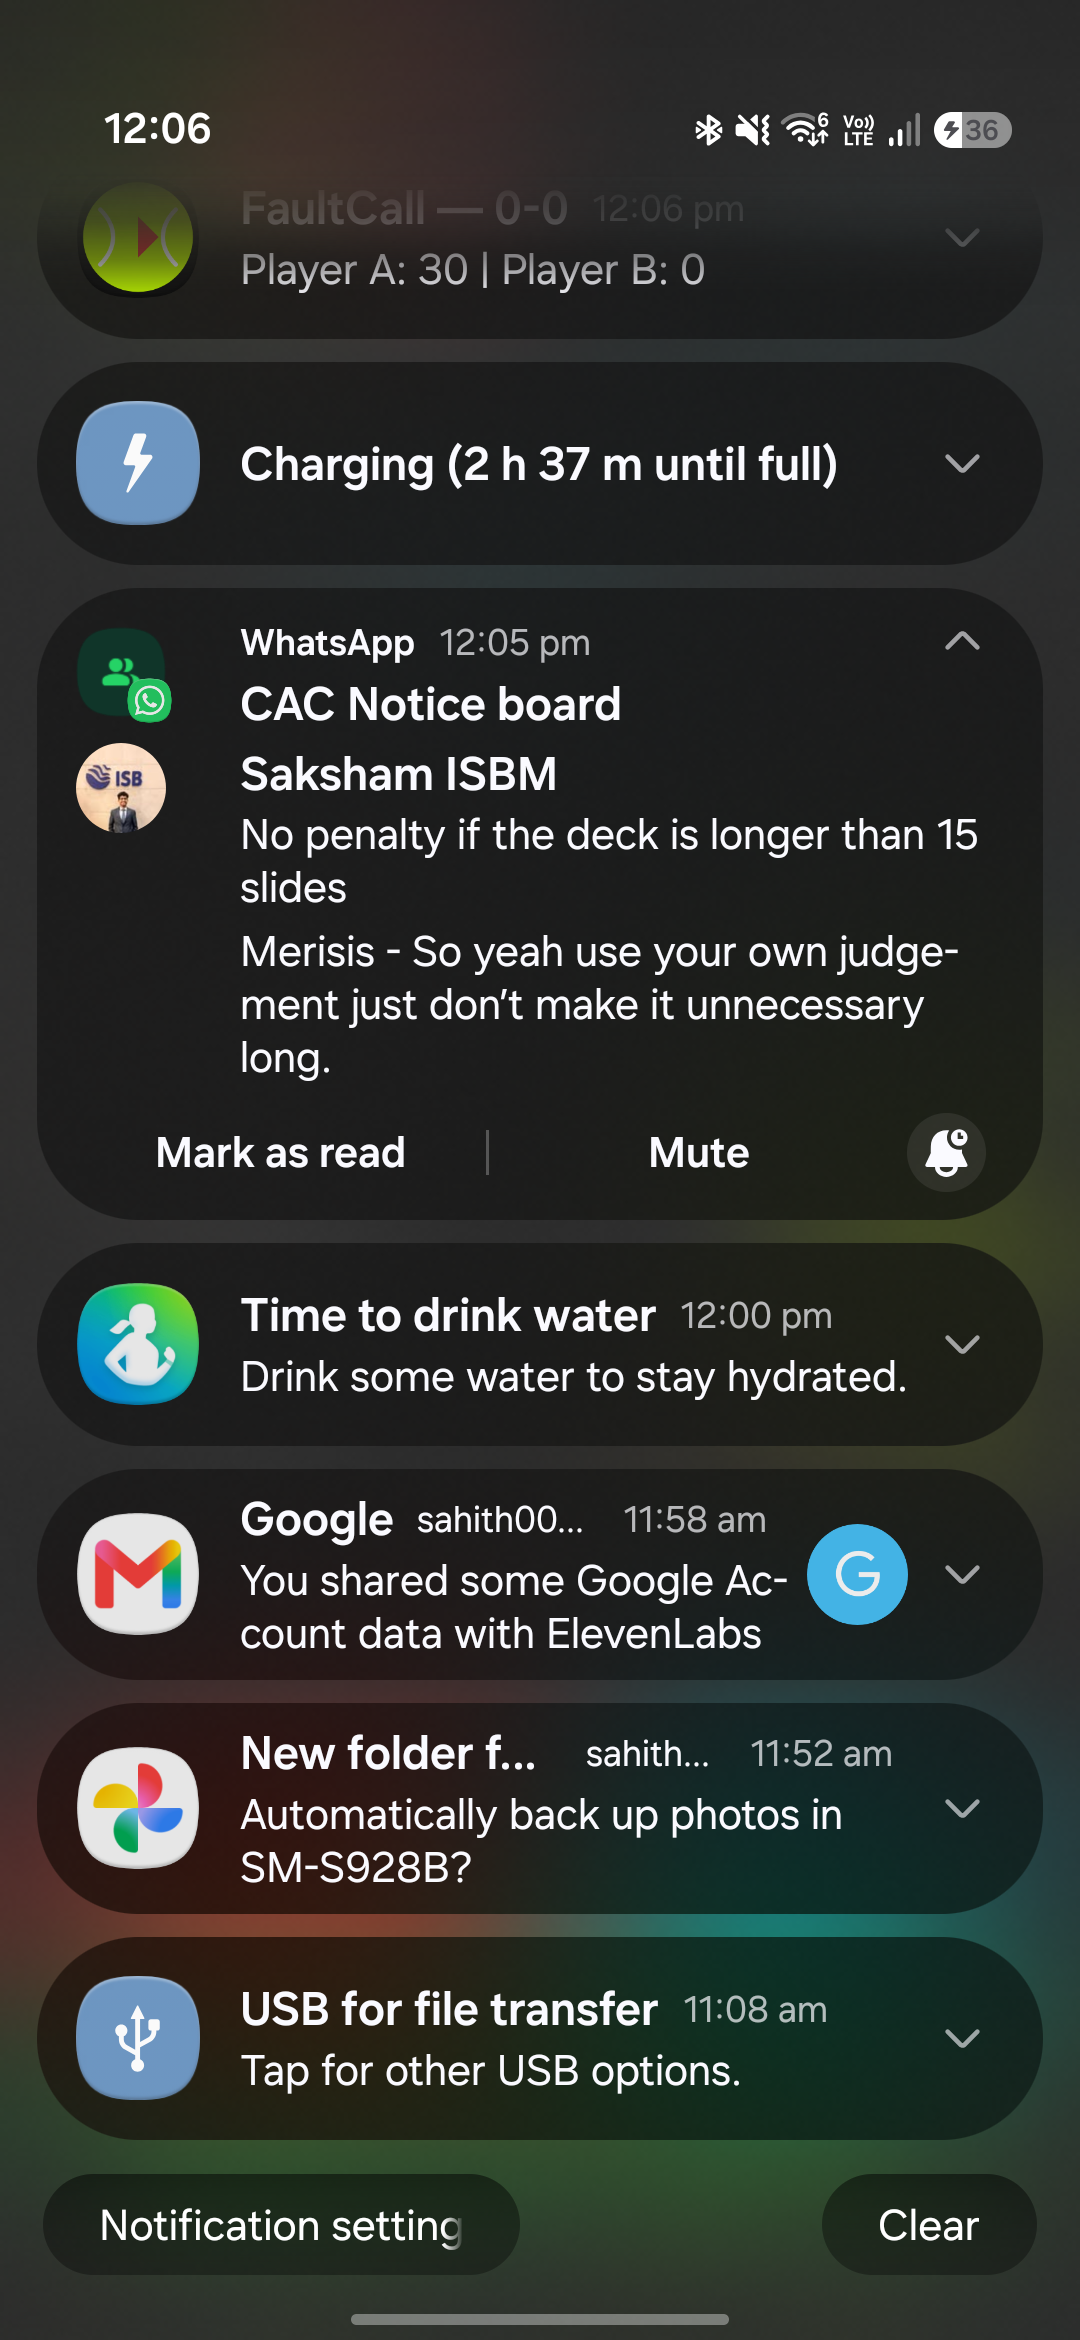 12:06
6
Vo))
LTE
36
FaultCall — 0-0 12:06 pm
Player A: 30 | Player B: 0
Charging (2 h 37 m until full)
WhatsApp 12:05 pm
CAC Notice board
ISB
Saksham ISBM
No penalty if the deck is longer than 15
slides
Merisis - So yeah use your own judge-
ment just don't make it unnecessary
long.
Mark as read | Mute
Time to drink water 12:00 pm
Drink some water to stay hydrated.
Google sahith00... 11:58 am
You shared some Google Ac-
count data with ElevenLabs
G
New folder f... sahith... 11:52 am
Automatically back up photos in
SM-S928B?
USB for file transfer 11:08 am
Tap for other USB options.
Notification setting
Clear